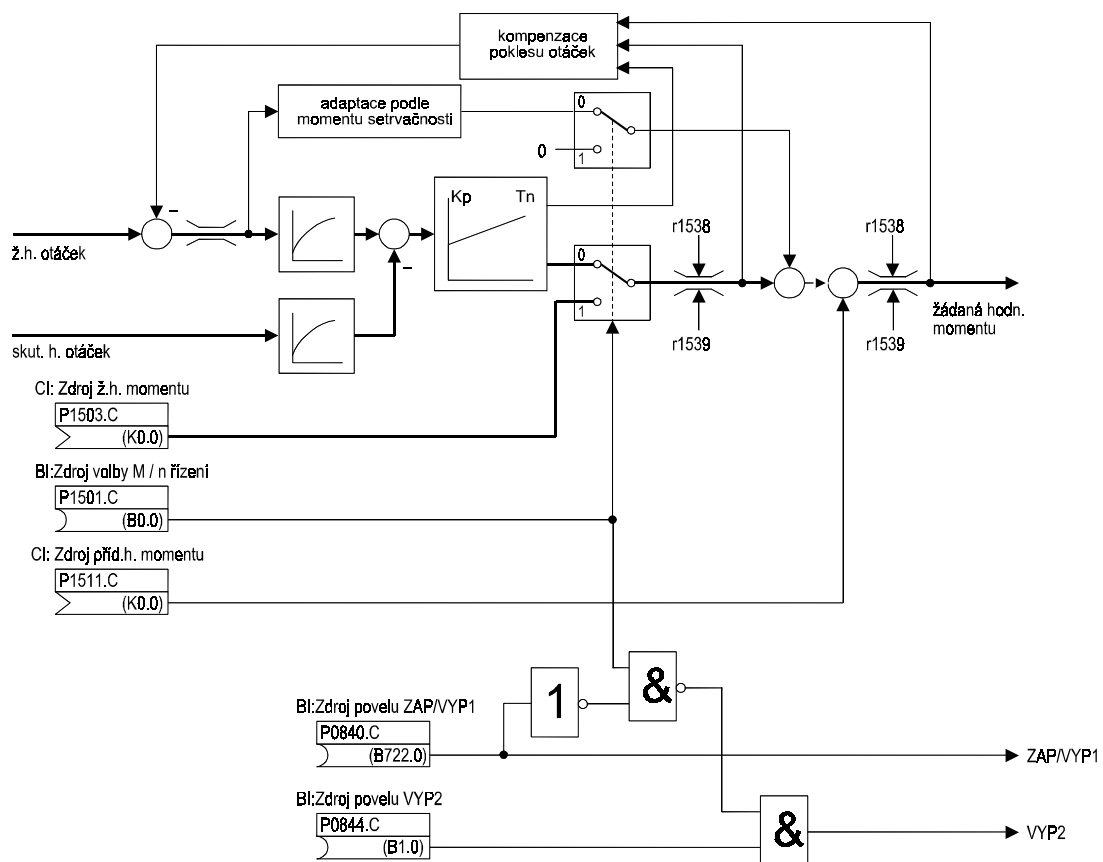 kompenzace
poklesu otáček
adaptace podle
momentu setrvačnosti
0
0
1
Kp Tn
–
ž.h. otáček
–
skut. h. otáček
0
1
r1538
r1539
r1538
r1539
žádaná hodn.
momentu
CI: Zdroj ž.h. momentu
P1503.C
(K0.0)
BI:Zdroj volby M / n řízení
P1501.C
(B0.0)
CI: Zdroj příd.h. momentu
P1511.C
(K0.0)
1
&
BI:Zdroj povelu ZAP/VYP1
P0840.C
(B722.0)
ZAP/VYP1
BI:Zdroj povelu VYP2
P0844.C
(B1.0)
&
VYP2